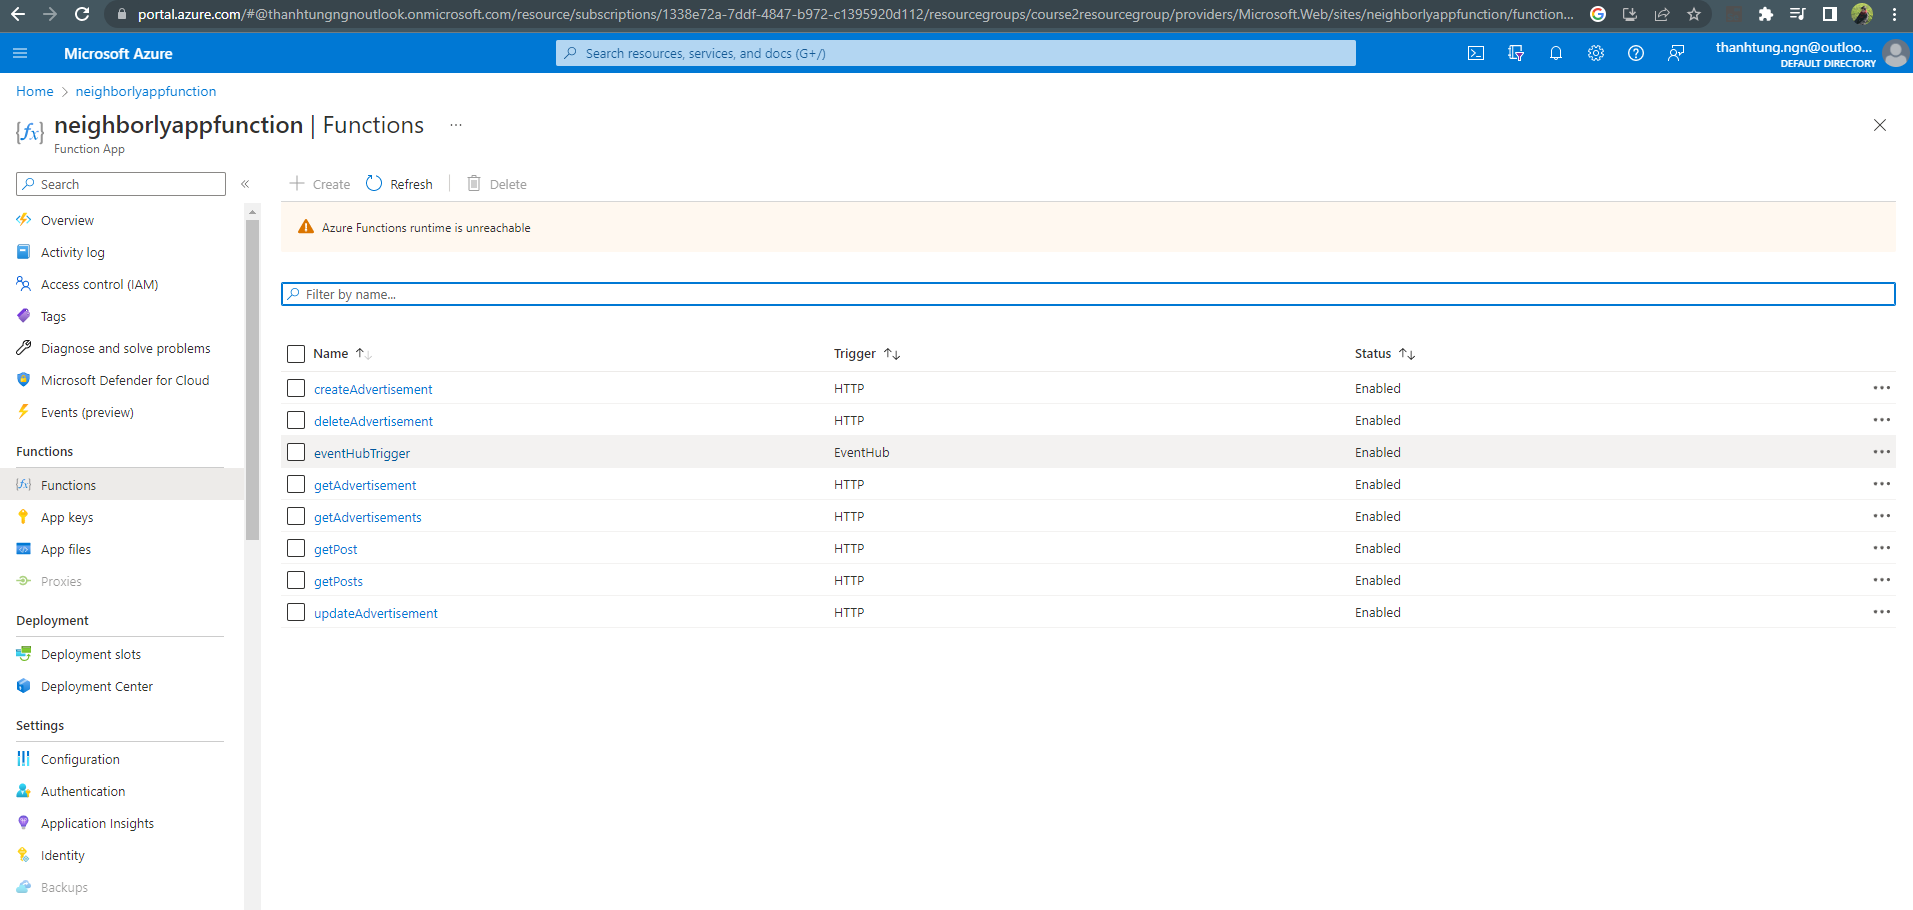 portal.azure.com/#@thanhtungngnoutlook.onmicrosoft.com/resource/subscriptions/1338e72a-7ddf-4847-b972-c1395920d112/resourcegroups/course2resourcegroup/providers/Microsoft.Web/sites/neighborlyappfunction/function...
Microsoft Azure
Search resources, services, and docs (G+/)
thanhtung.ngn@outloo...
DEFAULT DIRECTORY
Home > neighborlyappfunction
neighborlyappfunction | Functions ...
Function App
Search
«
Create Refresh Delete
Overview
Activity log
Access control (IAM)
Tags
Diagnose and solve problems
Microsoft Defender for Cloud
Events (preview)
Functions
Functions
App keys
App files
Proxies
Deployment
Deployment slots
Deployment Center
Settings
Configuration
Authentication
Application Insights
Identity
Backups
Azure Functions runtime is unreachable
Filter by name...
Name Trigger Status
createAdvertisement HTTP Enabled
deleteAdvertisement HTTP Enabled
eventHubTrigger EventHub Enabled
getAdvertisement HTTP Enabled
getAdvertisements HTTP Enabled
getPost HTTP Enabled
getPosts HTTP Enabled
updateAdvertisement HTTP Enabled